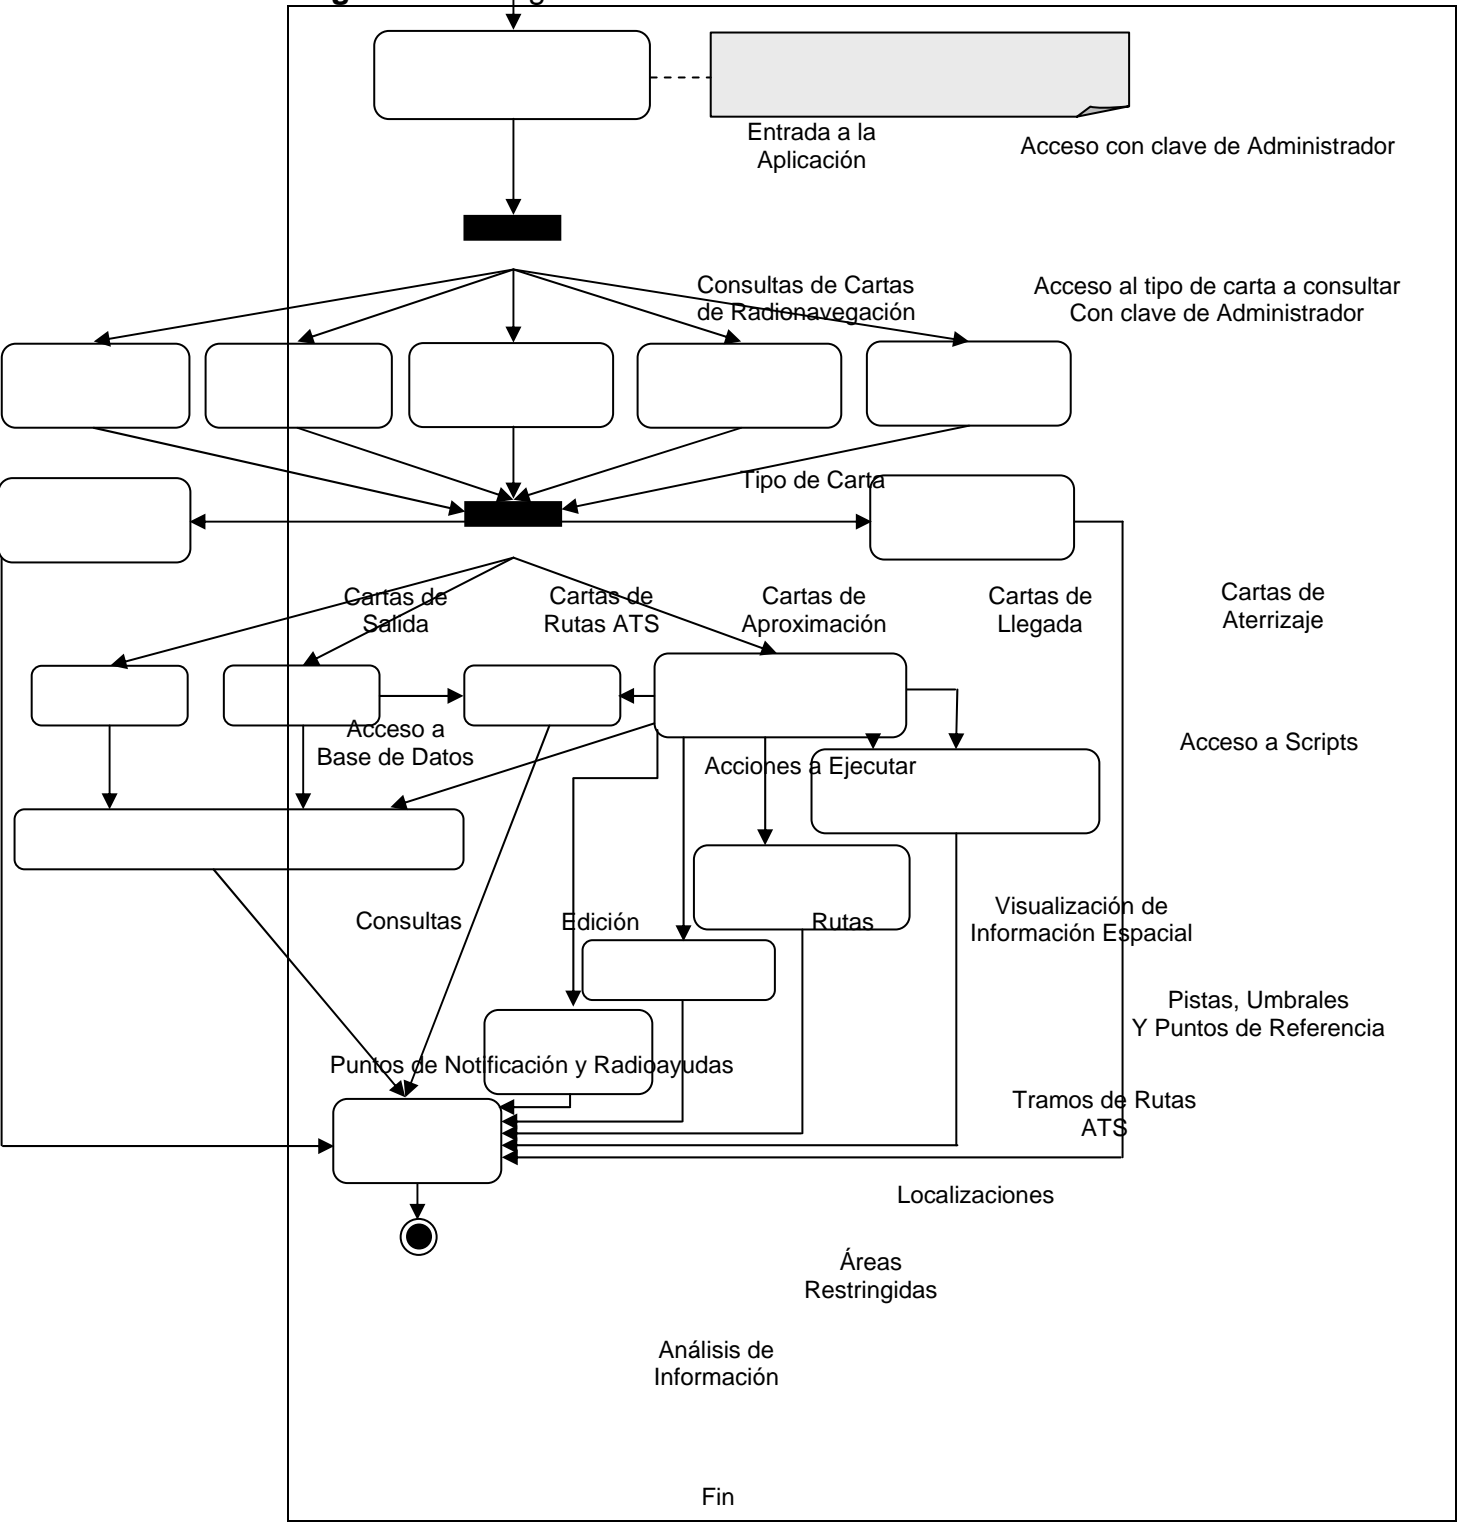 Entrada a la
Aplicación
Acceso con clave de Administrador
Consultas de Cartas
de Radionavegación
Acceso al tipo de carta a consultar
Con clave de Administrador
Tipo de Carta
Cartas de
Salida
Cartas de
Rutas ATS
Cartas de
Aproximación
Cartas de
Llegada
Cartas de
Aterrizaje
Acceso a
Base de Datos
Acciones a Ejecutar
Acceso a Scripts
Consultas
Edición
Rutas
Visualización de
Información Espacial
Pistas, Umbrales
Y Puntos de Referencia
Puntos de Notificación y Radioayudas
Tramos de Rutas
ATS
Localizaciones
Áreas
Restringidas
Análisis de
Información
Fin